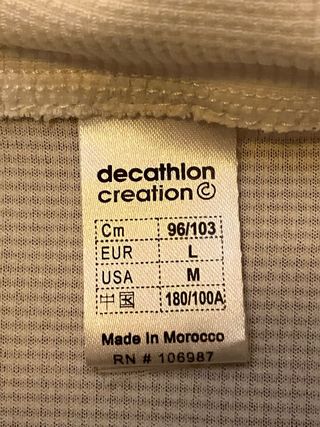 decathlon
creation ©
Cm 96/103
EUR L
USA M
中国 180/100A
Made in Morocco
RN # 106987